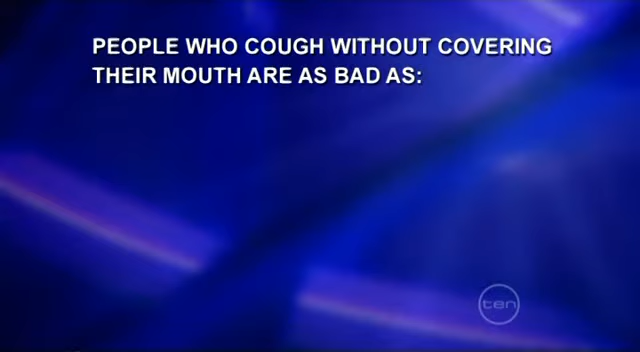 PEOPLE WHO COUGH WITHOUT COVERING
THEIR MOUTH ARE AS BAD AS:
ten